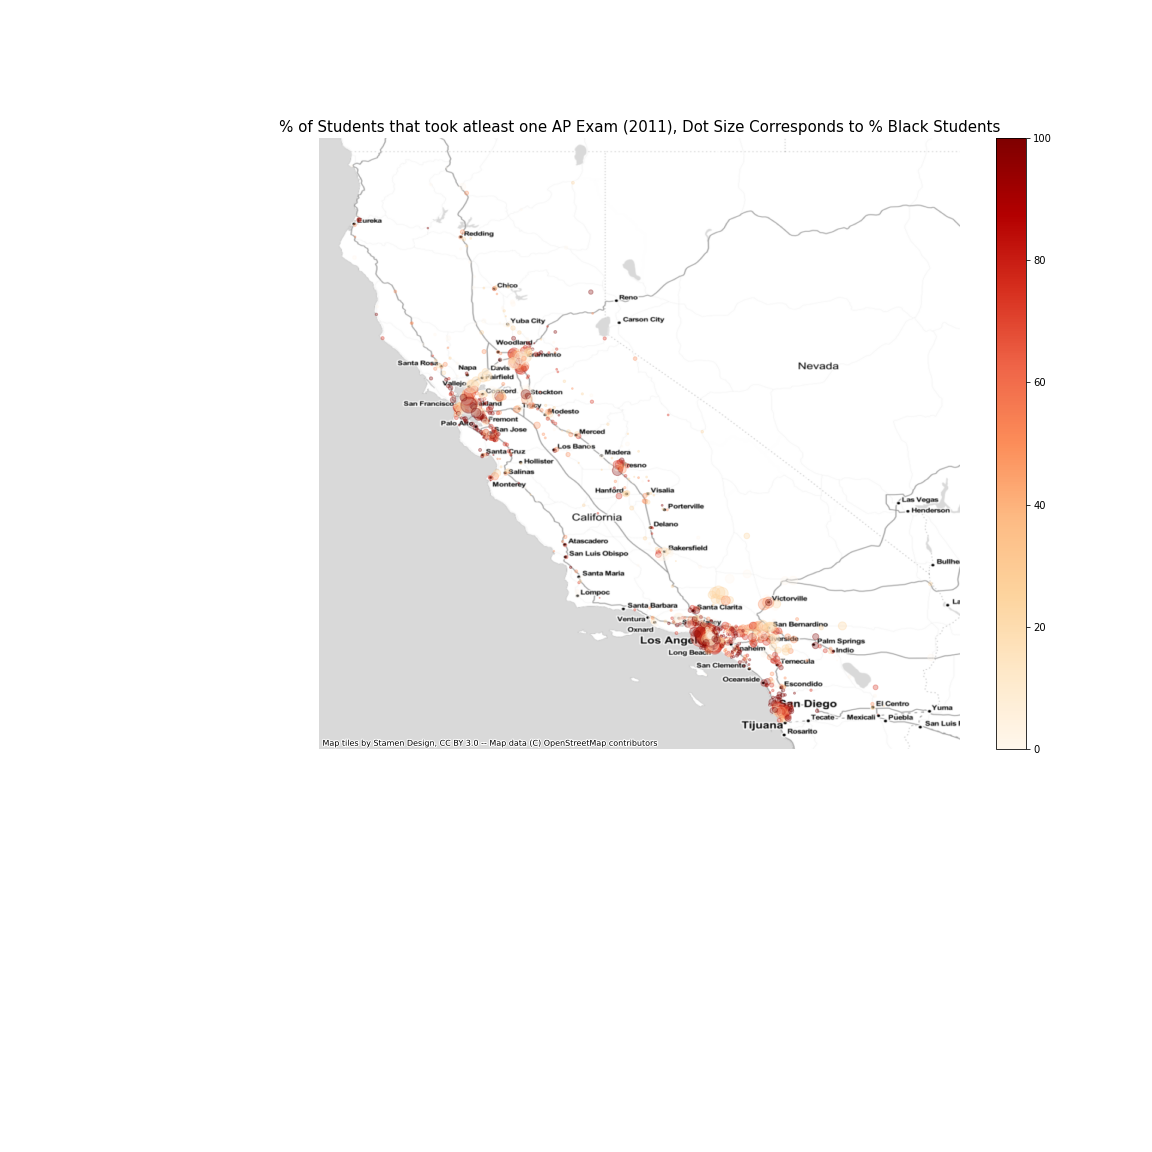 % of Students that took atleast one AP Exam (2011), Dot Size Corresponds to % Black Students
100
80
60
40
20
0
Eureka
Redding
Chico
Reno
Carson City
Yuba City
Woodland
ramento
Nevada
Santa Rosa
Napa
Davis
airfield
Vallejo
Concord
Stockton
San Francisco
akland
Tracy
Modesto
Palo Alto
Fremont
San Jose
Merced
Santa Cruz
Los Banos
Madera
Hollister
Salinas
Fresno
Monterey
Hanford
Visalia
Las Vegas
Porterville
Henderson
California
Delano
Atascadero
Bakersfield
San Luis Obispo
Bullhe
Santa Maria
Lompoc
Victorville
La
Santa Barbara
Santa Clarita
Ventura
Oxnard
San Bernardino
erside
Los Angel
Palm Springs
Anaheim
Indio
Long Beach
San Clemente
Temecula
Oceanside
Escondido
San Diego
El Centro
Yuma
Tijuana
Tecate
Mexicali
Puebla
San Luis
Rosarito
Map tiles by Stamen Design, CC BY 3.0 -- Map data (C) OpenStreetMap contributors